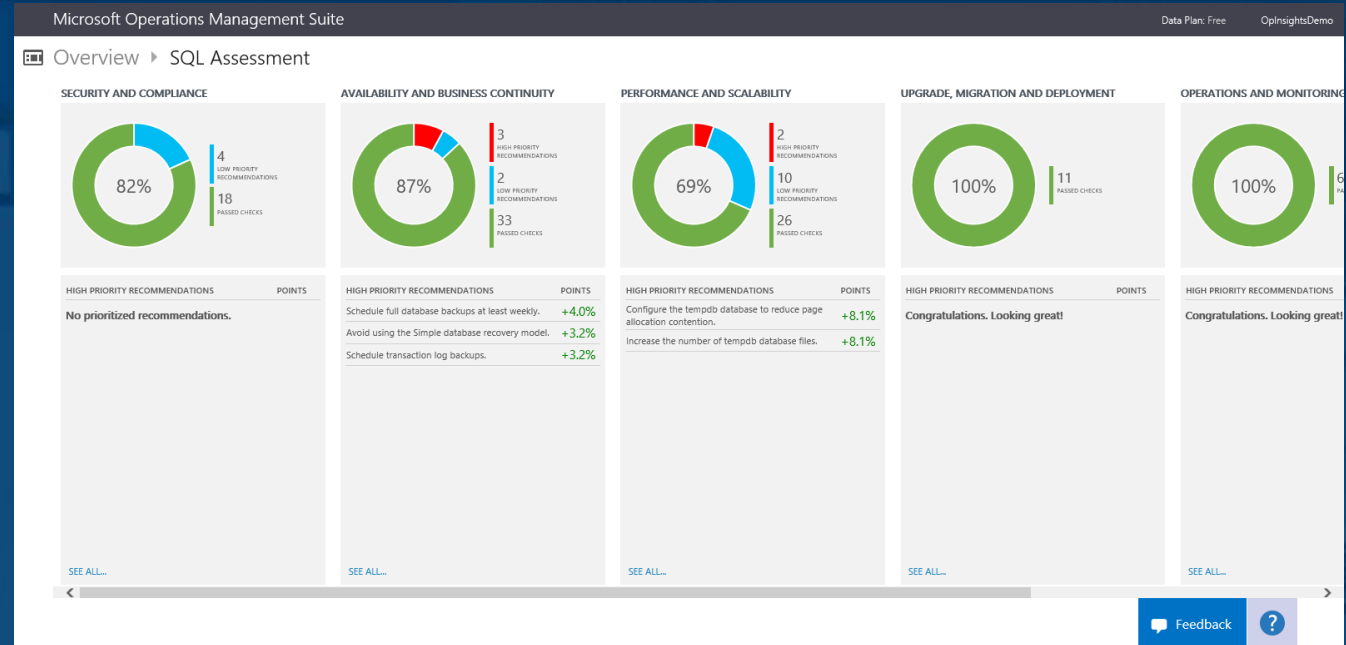 Microsoft Operations Management Suite
Data Plan: Free
OpInsightsDemo
Overview
SQL Assessment
SECURITY AND COMPLIANCE
82%
4
LOW PRIORITY
RECOMMENDATIONS
18
PASSED CHECKS
HIGH PRIORITY RECOMMENDATIONS POINTS
No prioritized recommendations.
SEE ALL...
AVAILABILITY AND BUSINESS CONTINUITY
87%
3
HIGH PRIORITY
RECOMMENDATIONS
2
LOW PRIORITY
RECOMMENDATIONS
33
PASSED CHECKS
HIGH PRIORITY RECOMMENDATIONS POINTS
Schedule full database backups at least weekly. +4.0%
Avoid using the Simple database recovery model. +3.2%
Schedule transaction log backups. +3.2%
SEE ALL...
PERFORMANCE AND SCALABILITY
69%
2
HIGH PRIORITY
RECOMMENDATIONS
10
LOW PRIORITY
RECOMMENDATIONS
26
PASSED CHECKS
HIGH PRIORITY RECOMMENDATIONS POINTS
Configure the tempdb database to reduce page
allocation contention. +8.1%
Increase the number of tempdb database files. +8.1%
SEE ALL...
UPGRADE, MIGRATION AND DEPLOYMENT
100%
11
PASSED CHECKS
HIGH PRIORITY RECOMMENDATIONS POINTS
Congratulations. Looking great!
SEE ALL...
OPERATIONS AND MONITORING
100%
6
HIGH PRIORITY RECOMMENDATIONS
Congratulations. Looking great!
SEE ALL...
Feedback
?